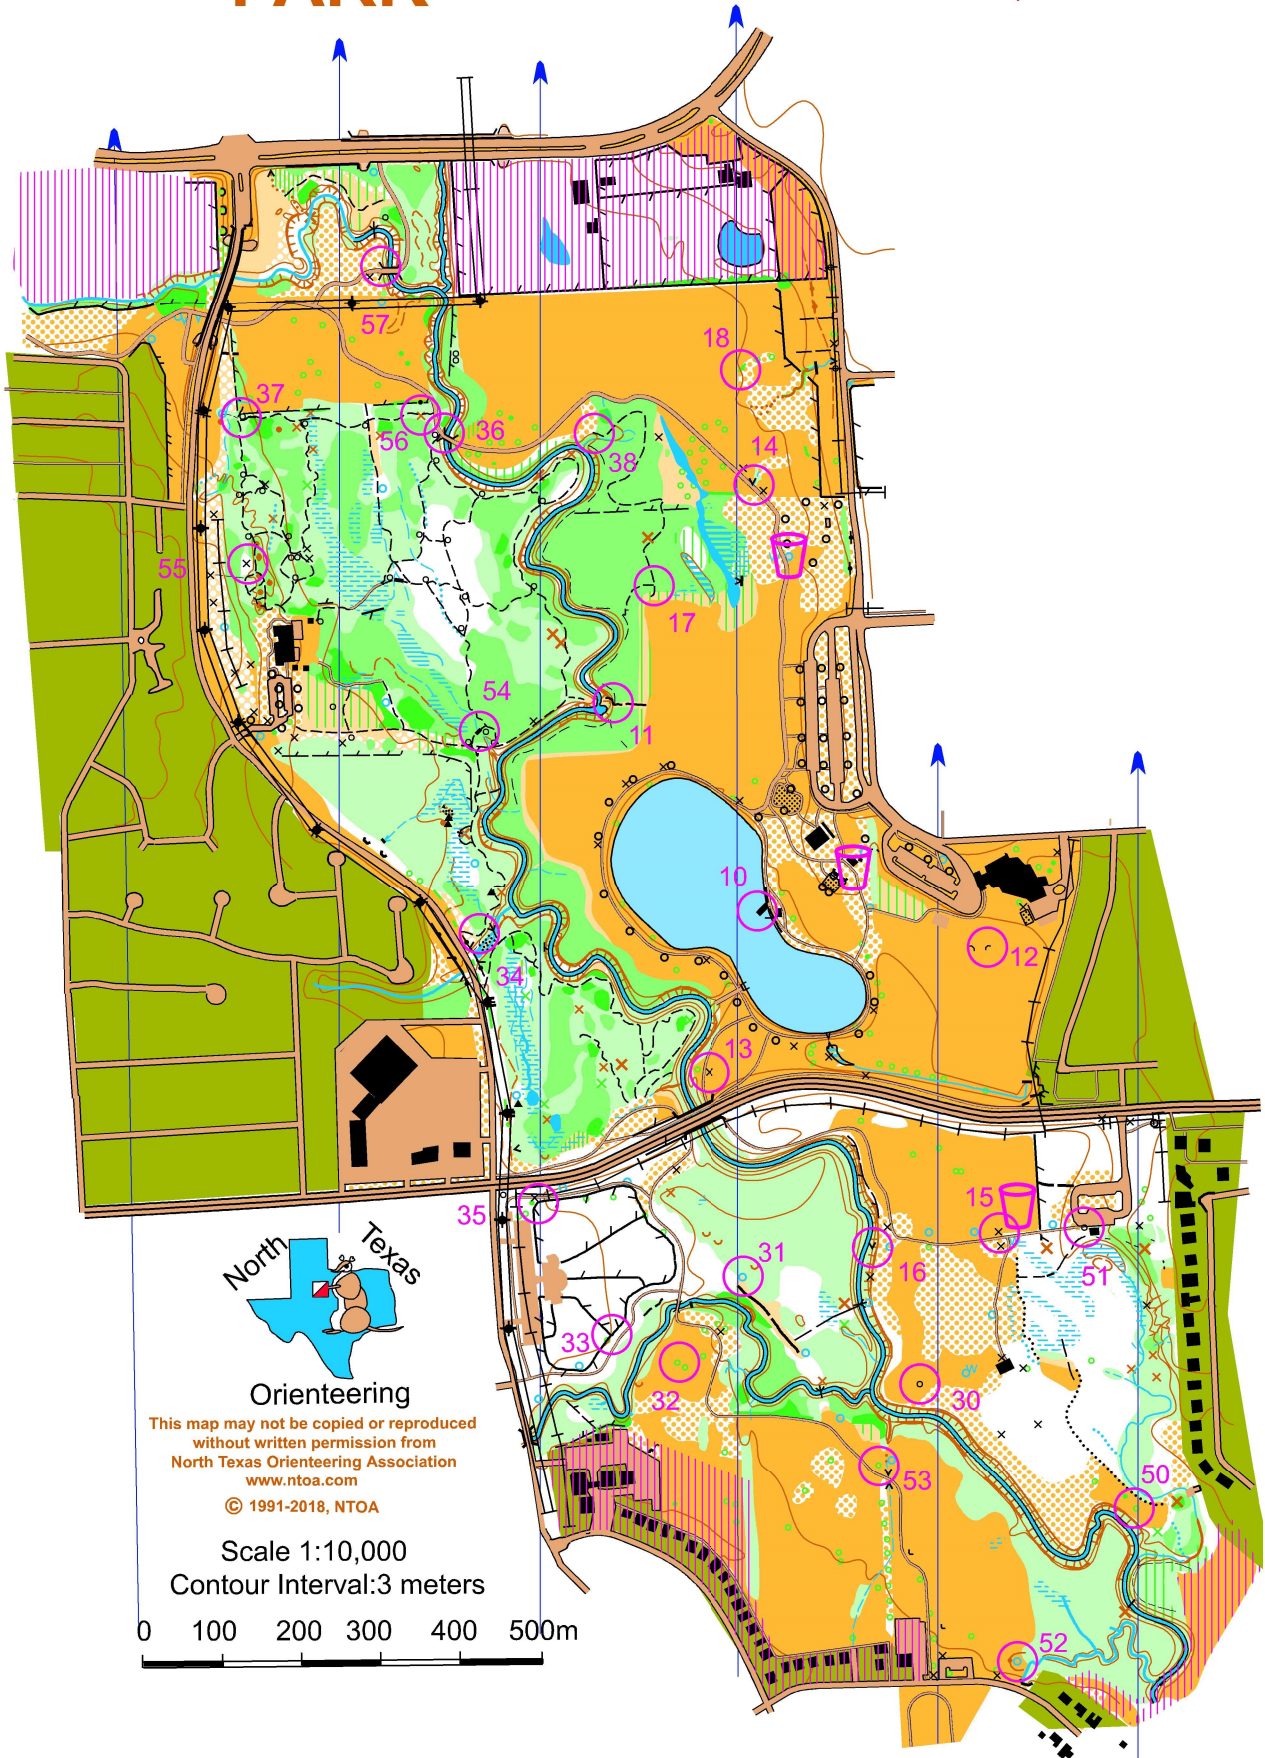 PARK
57
18
37
56
36
38
14
55
17
54
11
10
12
34
13
35
15
31
16
51
33
32
30
53
50
52
North
Texas
Orienteering
This map may not be copied or reproduced
without written permission from
North Texas Orienteering Association
www.ntoa.com
© 1991-2018, NTOA
Scale 1:10,000
Contour Interval:3 meters
0 100 200 300 400 500m